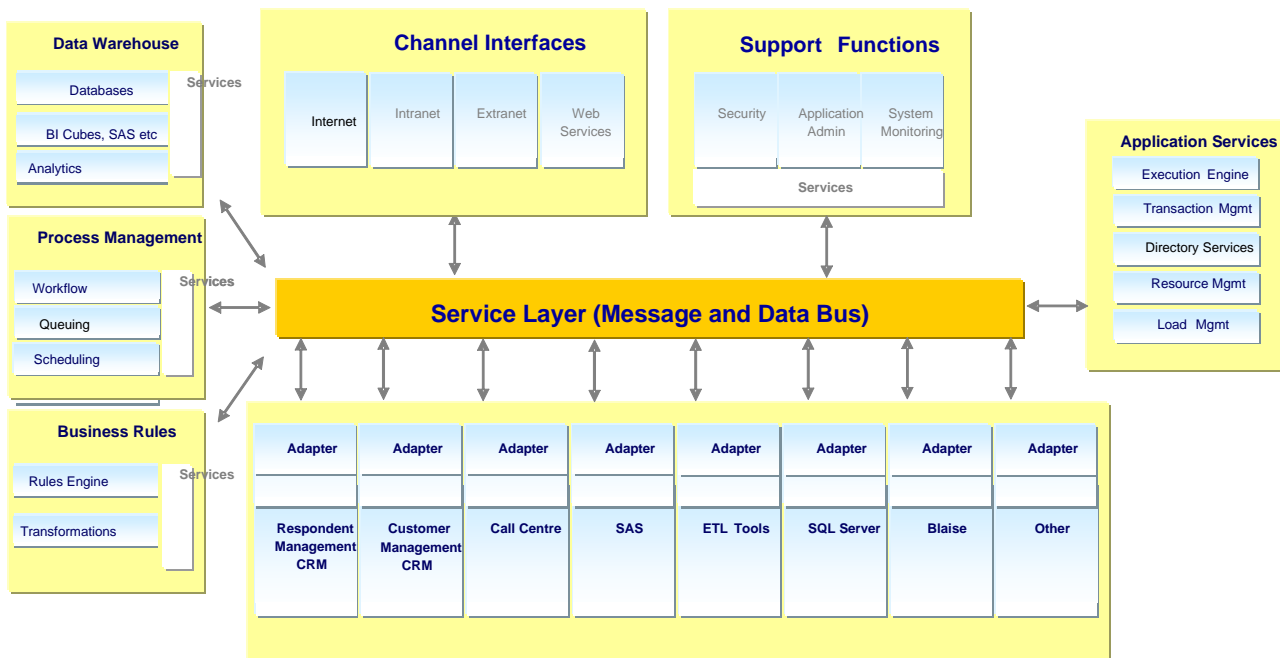 Data Warehouse
Services
Databases
BI Cubes, SAS etc
Analytics
Channel Interfaces
Internet
Intranet
Extranet
Web
Services
Support Functions
Security
Application
Admin
System
Monitoring
Services
Application Services
Execution Engine
Transaction Mgmt
Directory Services
Resource Mgmt
Load Mgmt
Process Management
Services
Workflow
Queuing
Scheduling
Service Layer (Message and Data Bus)
Business Rules
Services
Rules Engine
Transformations
Adapter
Adapter
Adapter
Adapter
Adapter
Adapter
Adapter
Adapter
Respondent
Management
CRM
Customer
Management
CRM
Call Centre
SAS
ETL Tools
SQL Server
Blaise
Other